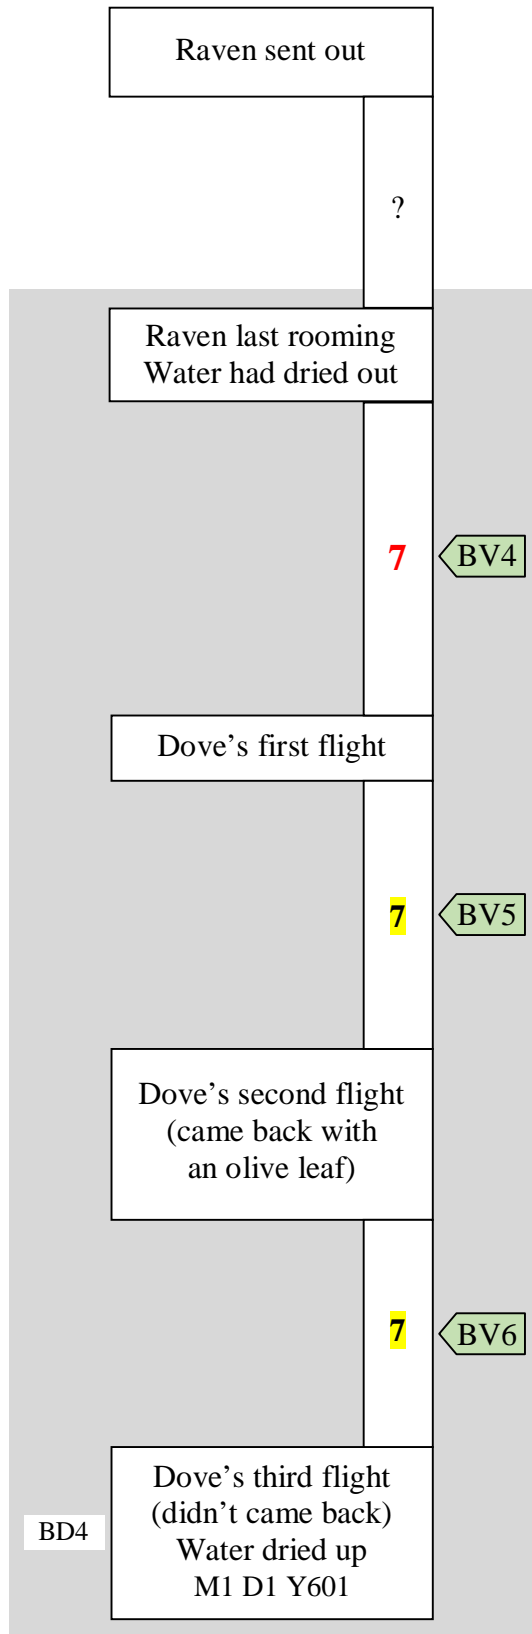 Raven sent out
?
Raven last rooming
Water had dried out
7
BV4
Dove’s first flight
7
BV5
Dove’s second flight
(came back with
an olive leaf)
7
BV6
Dove’s third flight
(didn’t came back)
Water dried up
M1 D1 Y601
BD4